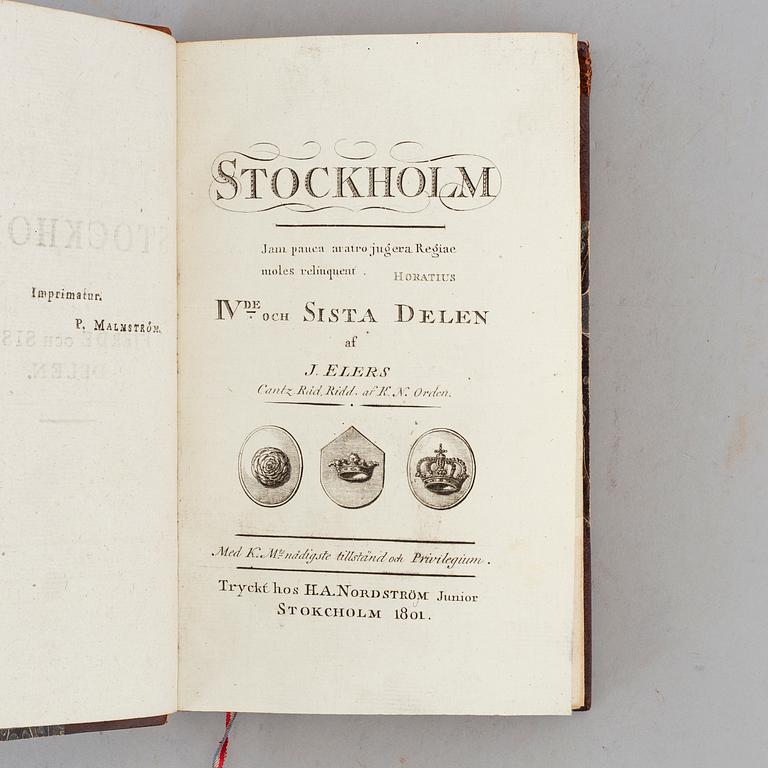 Imprimatur.
P. MALMSTRÖM.
STOCKHOLM
Jam pauca aratro jugera Regiae
moles relinquent. HORATIUS
IVDE OCH SISTA DELEN
af
J. ELERS
Cantz. Råd, Ridd. af K. N. Orden.
Med K. M:ts nådigste tillstånd och Privilegium.
Tryckt hos H. A. NORDSTRÖM Junior
STOKCHOLM 1801.